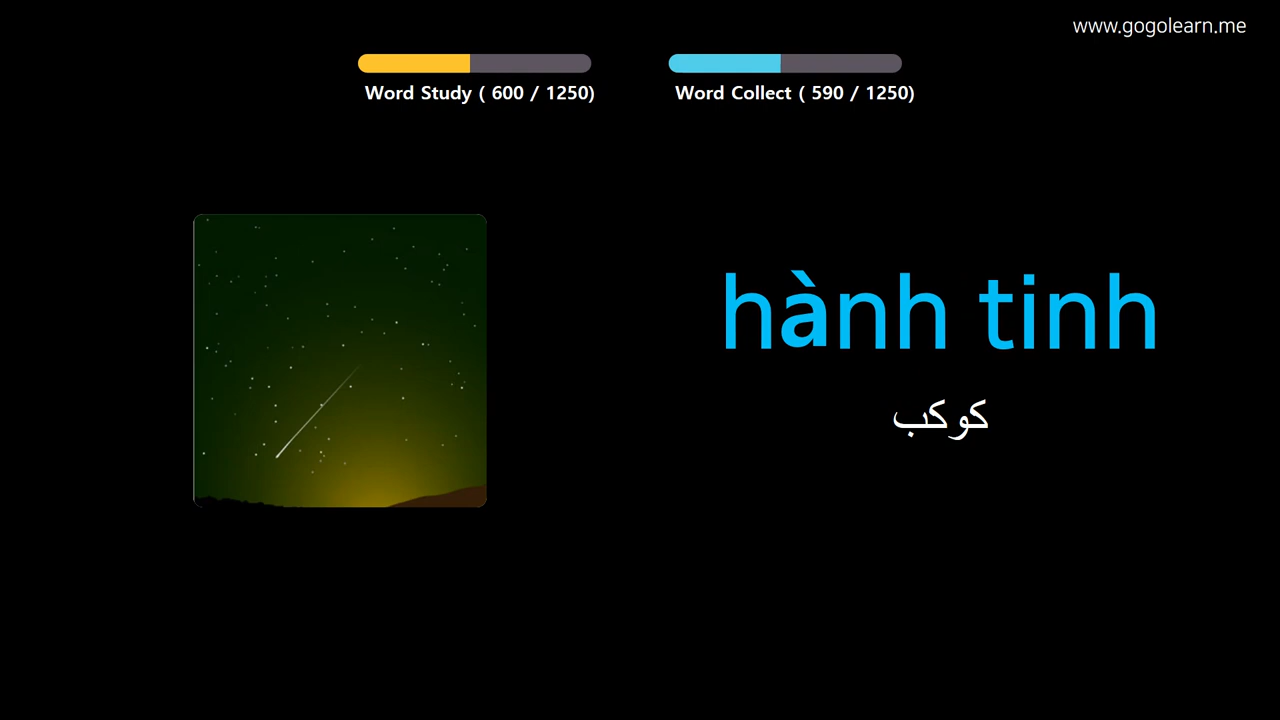 www.gogolearn.me
Word Study ( 600 / 1250)
Word Collect ( 590 / 1250)
hành tinh
كوكب